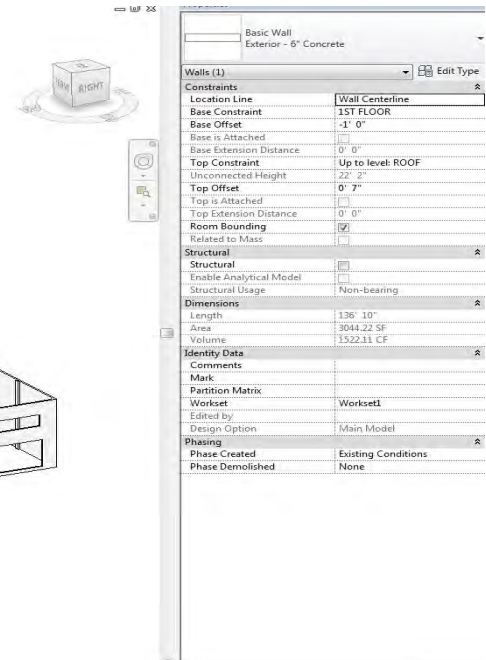 Basic Wall
Exterior - 6" Concrete
Walls (1) Edit Type
Constraints
Location Line Wall Centerline
Base Constraint 1ST FLOOR
Base Offset -1' 0"
Base is Attached
Base Extension Distance 0' 0"
Top Constraint Up to level: ROOF
Unconnected Height 22' 2"
Top Offset 0' 7"
Top is Attached
Top Extension Distance 0' 0"
Room Bounding
Related to Mass
Structural
Structural
Enable Analytical Model
Structural Usage Non-bearing
Dimensions
Length 136' 10"
Area 3044.22 SF
Volume 1522.11 CF
Identity Data
Comments
Mark
Partition Matrix
Workset Workset1
Edited by
Design Option Main Model
Phasing
Phase Created Existing Conditions
Phase Demolished None
RIGHT